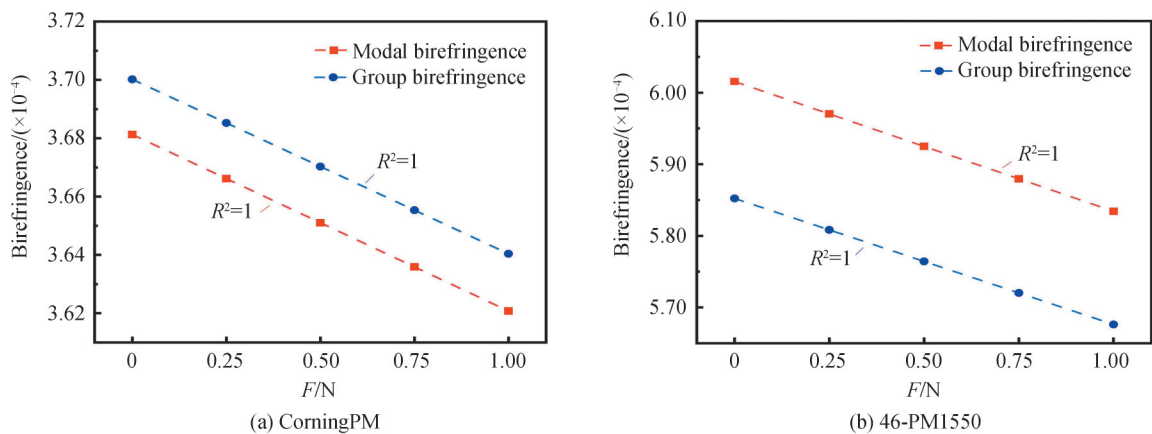 3.72
3.70
3.68
3.66
3.64
3.62
Birefringence/(×10⁻⁴)
Modal birefringence
Group birefringence
R²=1
R²=1
0 0.25 0.50 0.75 1.00
F/N
(a) CorningPM
6.10
6.00
5.90
5.80
5.70
Birefringence/(×10⁻⁴)
Modal birefringence
Group birefringence
R²=1
R²=1
0 0.25 0.50 0.75 1.00
F/N
(b) 46-PM1550